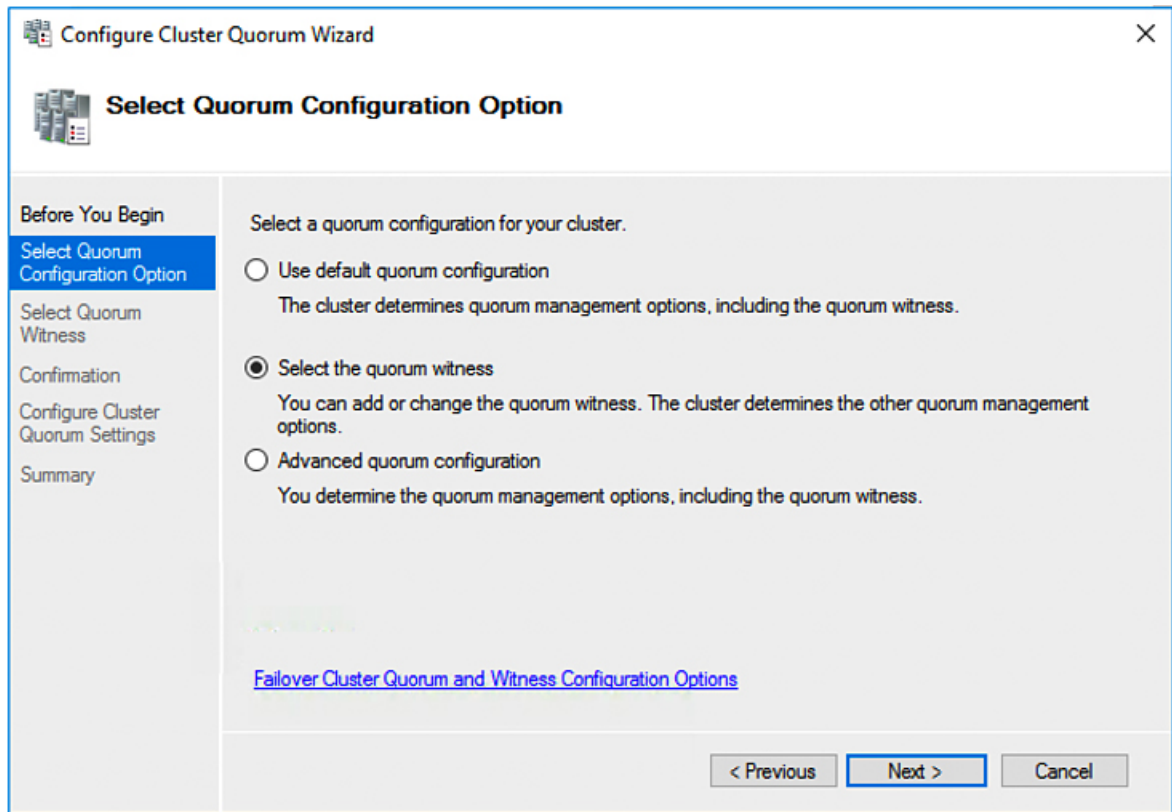 Configure Cluster Quorum Wizard
Select Quorum Configuration Option
Before You Begin
Select Quorum
Configuration Option
Select Quorum
Witness
Confirmation
Configure Cluster
Quorum Settings
Summary
Select a quorum configuration for your cluster.
Use default quorum configuration
The cluster determines quorum management options, including the quorum witness.
Select the quorum witness
You can add or change the quorum witness. The cluster determines the other quorum management
options.
Advanced quorum configuration
You determine the quorum management options, including the quorum witness.
Failover Cluster Quorum and Witness Configuration Options
< Previous
Next >
Cancel